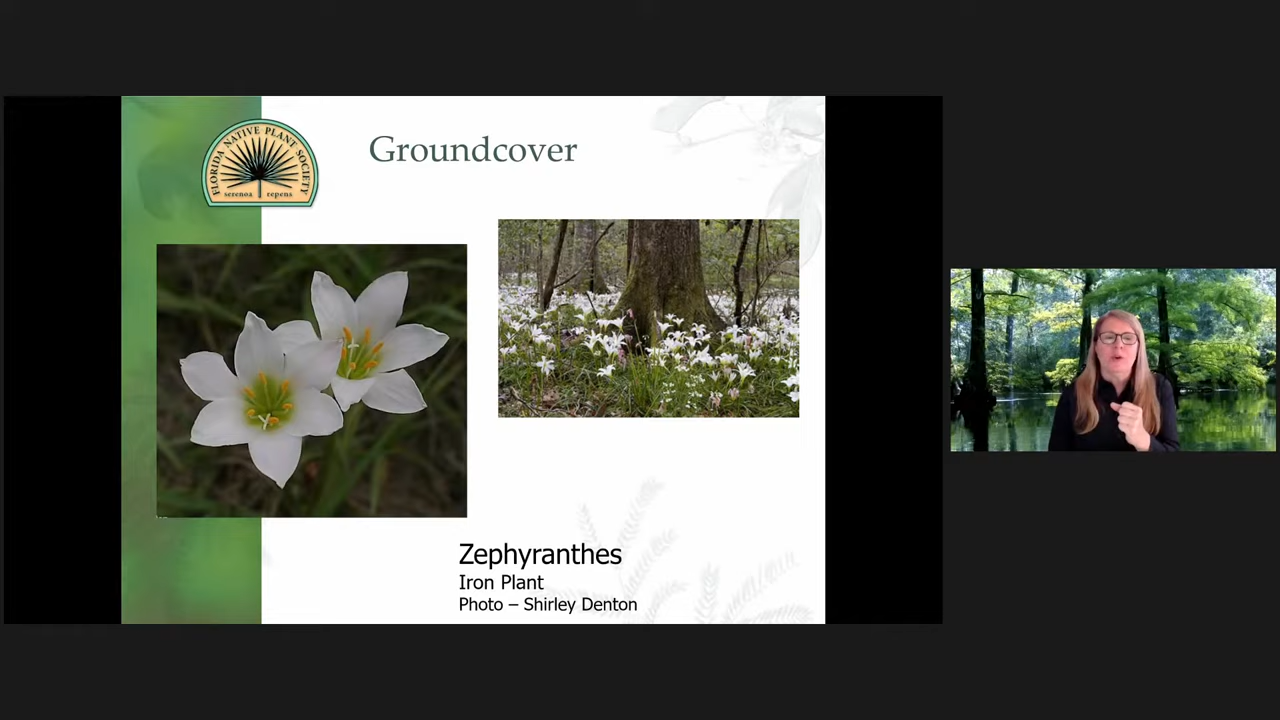 FLORIDA NATIVE PLANT SOCIETY
serenoa repens
Groundcover
Zephyranthes
Iron Plant
Photo – Shirley Denton